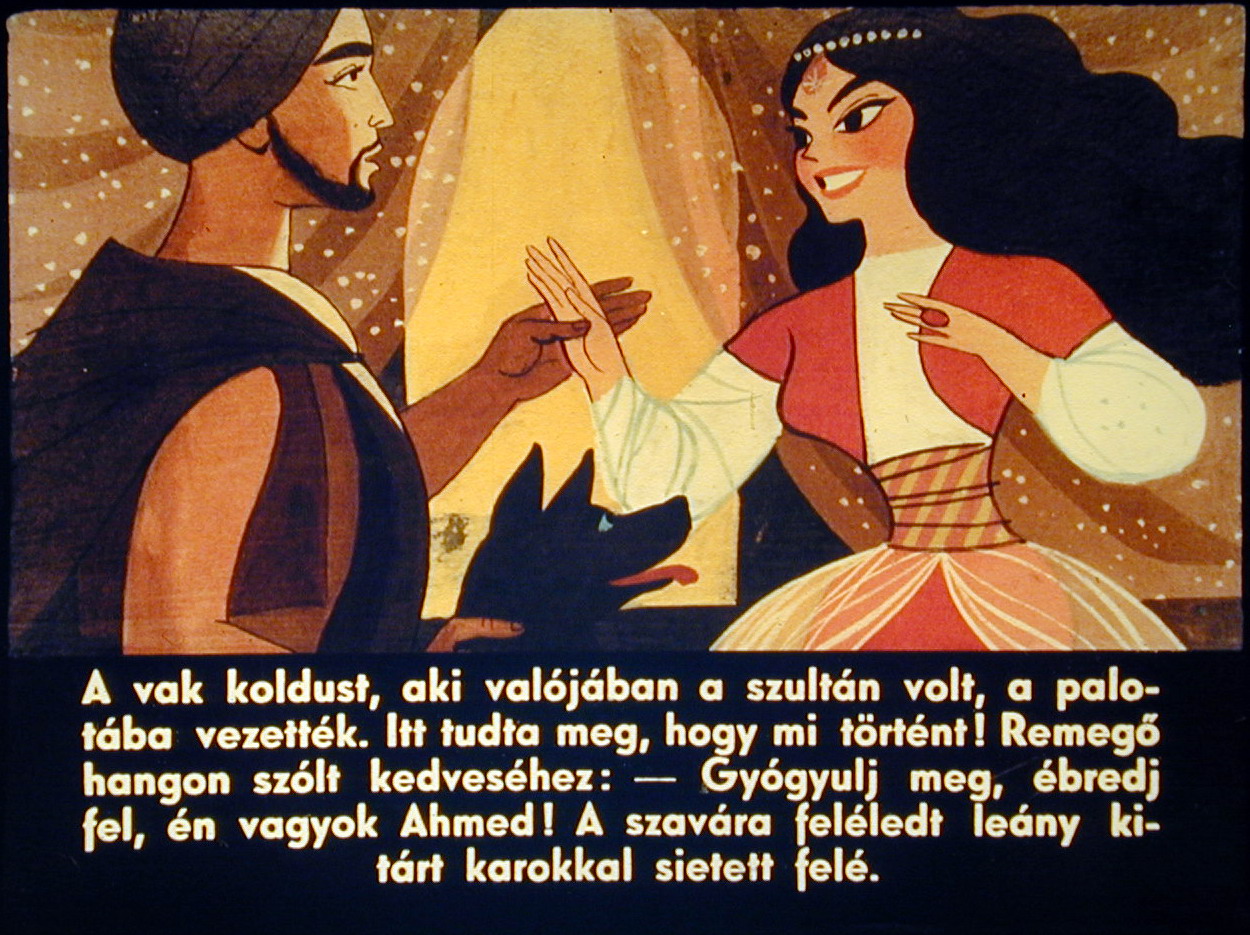 A vak koldust, aki valójában a szultán volt, a palo-
tába vezették. Itt tudta meg, hogy mi történt! Remegő
hangon szólt kedveséhez: — Gyógyulj meg, ébredj
fel, én vagyok Ahmed! A szavára feléledt leány ki-
tárt karokkal sietett felé.